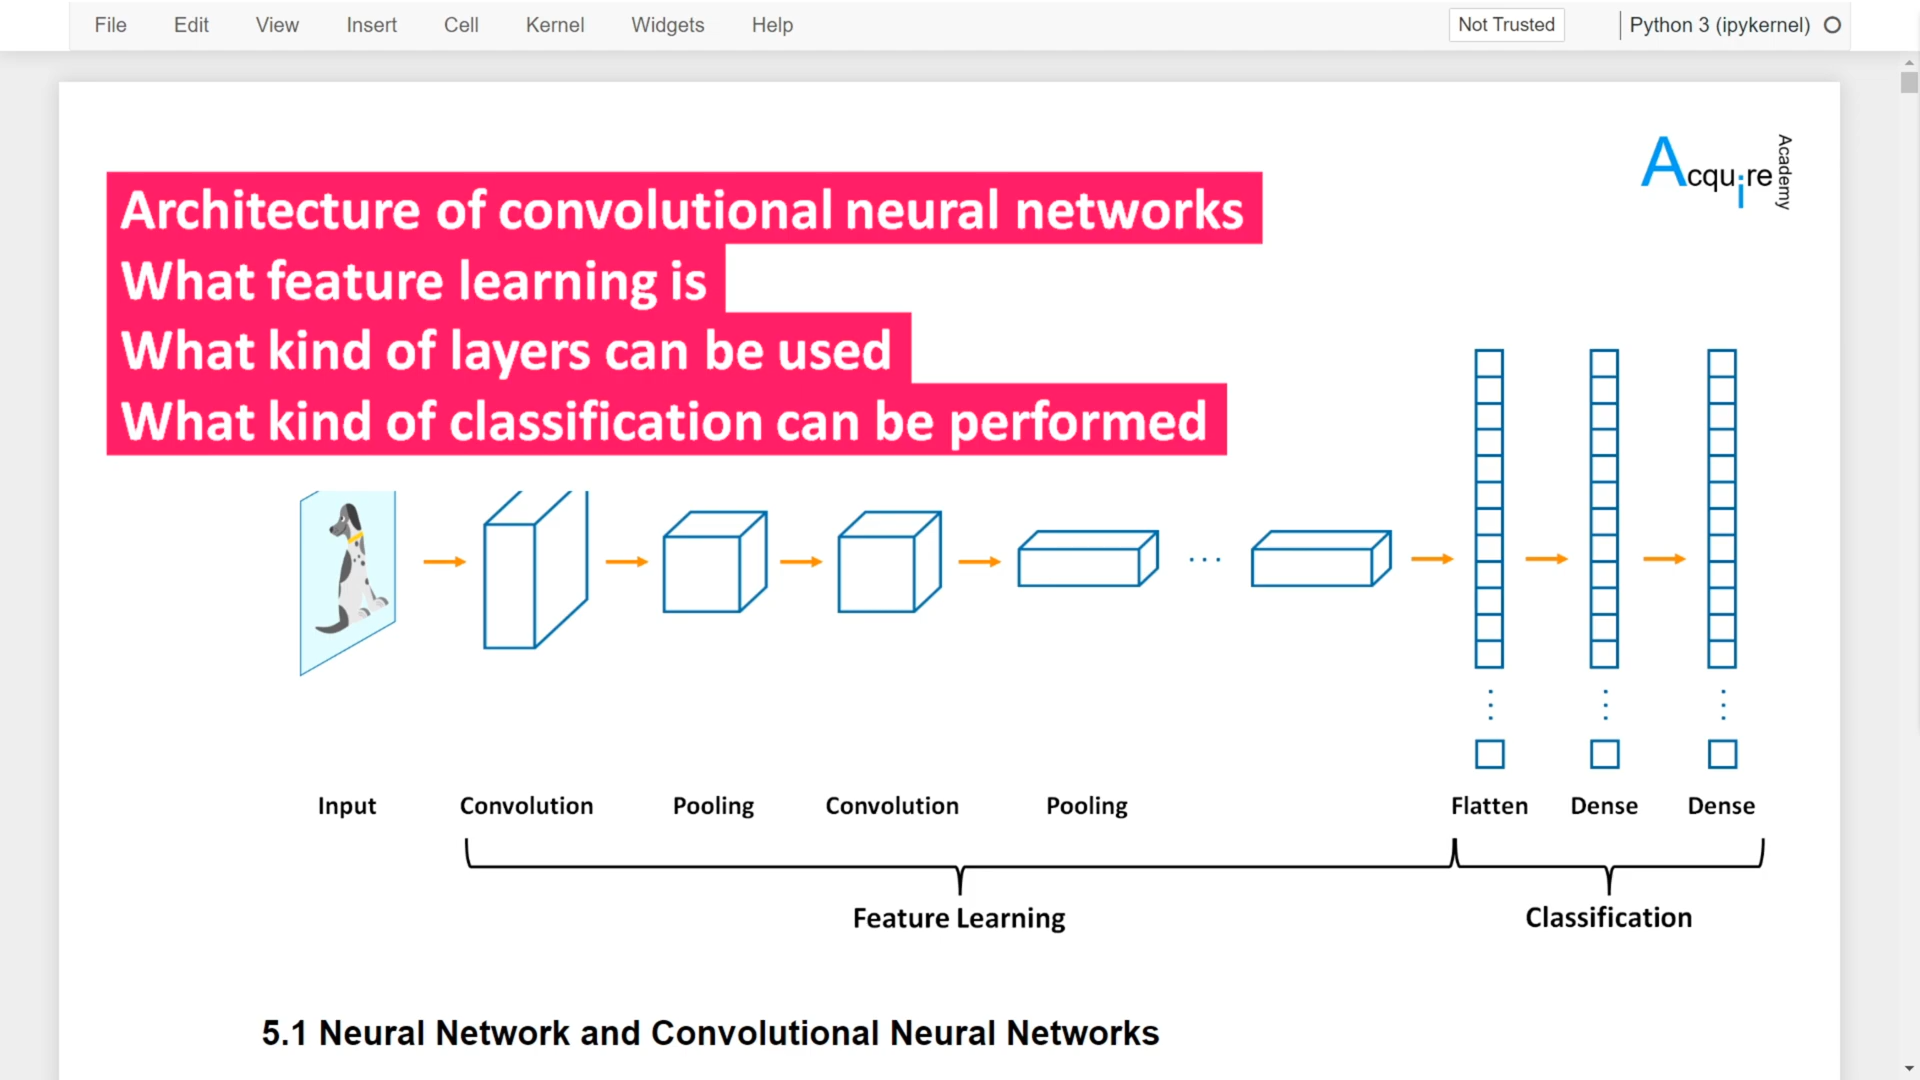 File Edit View Insert Cell Kernel Widgets Help Not Trusted Python 3 (ipykernel)
Acquire Academy
Architecture of convolutional neural networks
What feature learning is
What kind of layers can be used
What kind of classification can be performed
Input Convolution Pooling Convolution Pooling Flatten Dense Dense
Feature Learning Classification
5.1 Neural Network and Convolutional Neural Networks